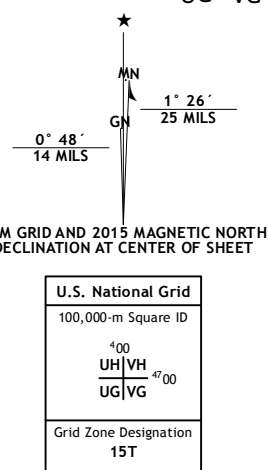 MN
1° 26´
25 MILS
GN
0° 48´
14 MILS
M GRID AND 2015 MAGNETIC NORTH
DECLINATION AT CENTER OF SHEET
U.S. National Grid
100,000-m Square ID
⁴00
UH VH
⁴⁷00
UG VG
Grid Zone Designation
15T